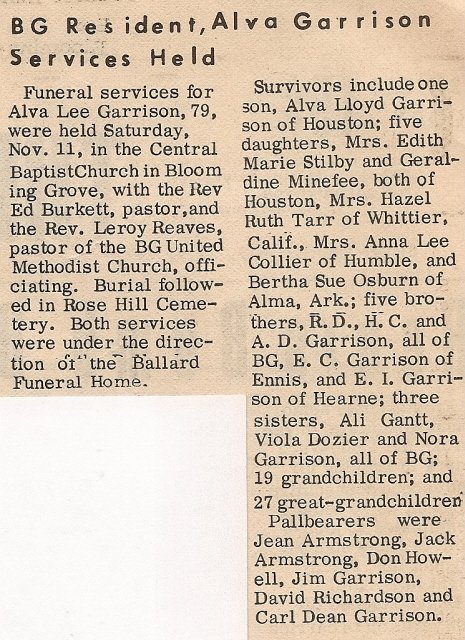 BG Resident, Alva Garrison
Services Held
Funeral services for
Alva Lee Garrison, 79,
were held Saturday,
Nov. 11, in the Central
BaptistChurch in Bloom
ing Grove, with the Rev
Ed Burkett, pastor,and
the Rev. Leroy Reaves,
pastor of the BG United
Methodist Church, offi-
ciating. Burial follow-
ed in Rose Hill Ceme-
tery. Both services
were under the direc-
tion of the Ballard
Funeral Home.
Survivors include one
son, Alva Lloyd Garri-
son of Houston; five
daughters, Mrs. Edith
Marie Stilby and Geral-
dine Minefee, both of
Houston, Mrs. Hazel
Ruth Tarr of Whittier,
Calif., Mrs. Anna Lee
Collier of Humble, and
Bertha Sue Osburn of
Alma, Ark.; five bro-
thers, R. D., H. C. and
A. D. Garrison, all of
BG, E. C. Garrison of
Ennis, and E. I. Garri-
son of Hearne; three
sisters, Ali Gantt,
Viola Dozier and Nora
Garrison, all of BG;
19 grandchildren; and
27 great-grandchildren
Pallbearers were
Jean Armstrong, Jack
Armstrong, Don How-
ell, Jim Garrison,
David Richardson and
Carl Dean Garrison.